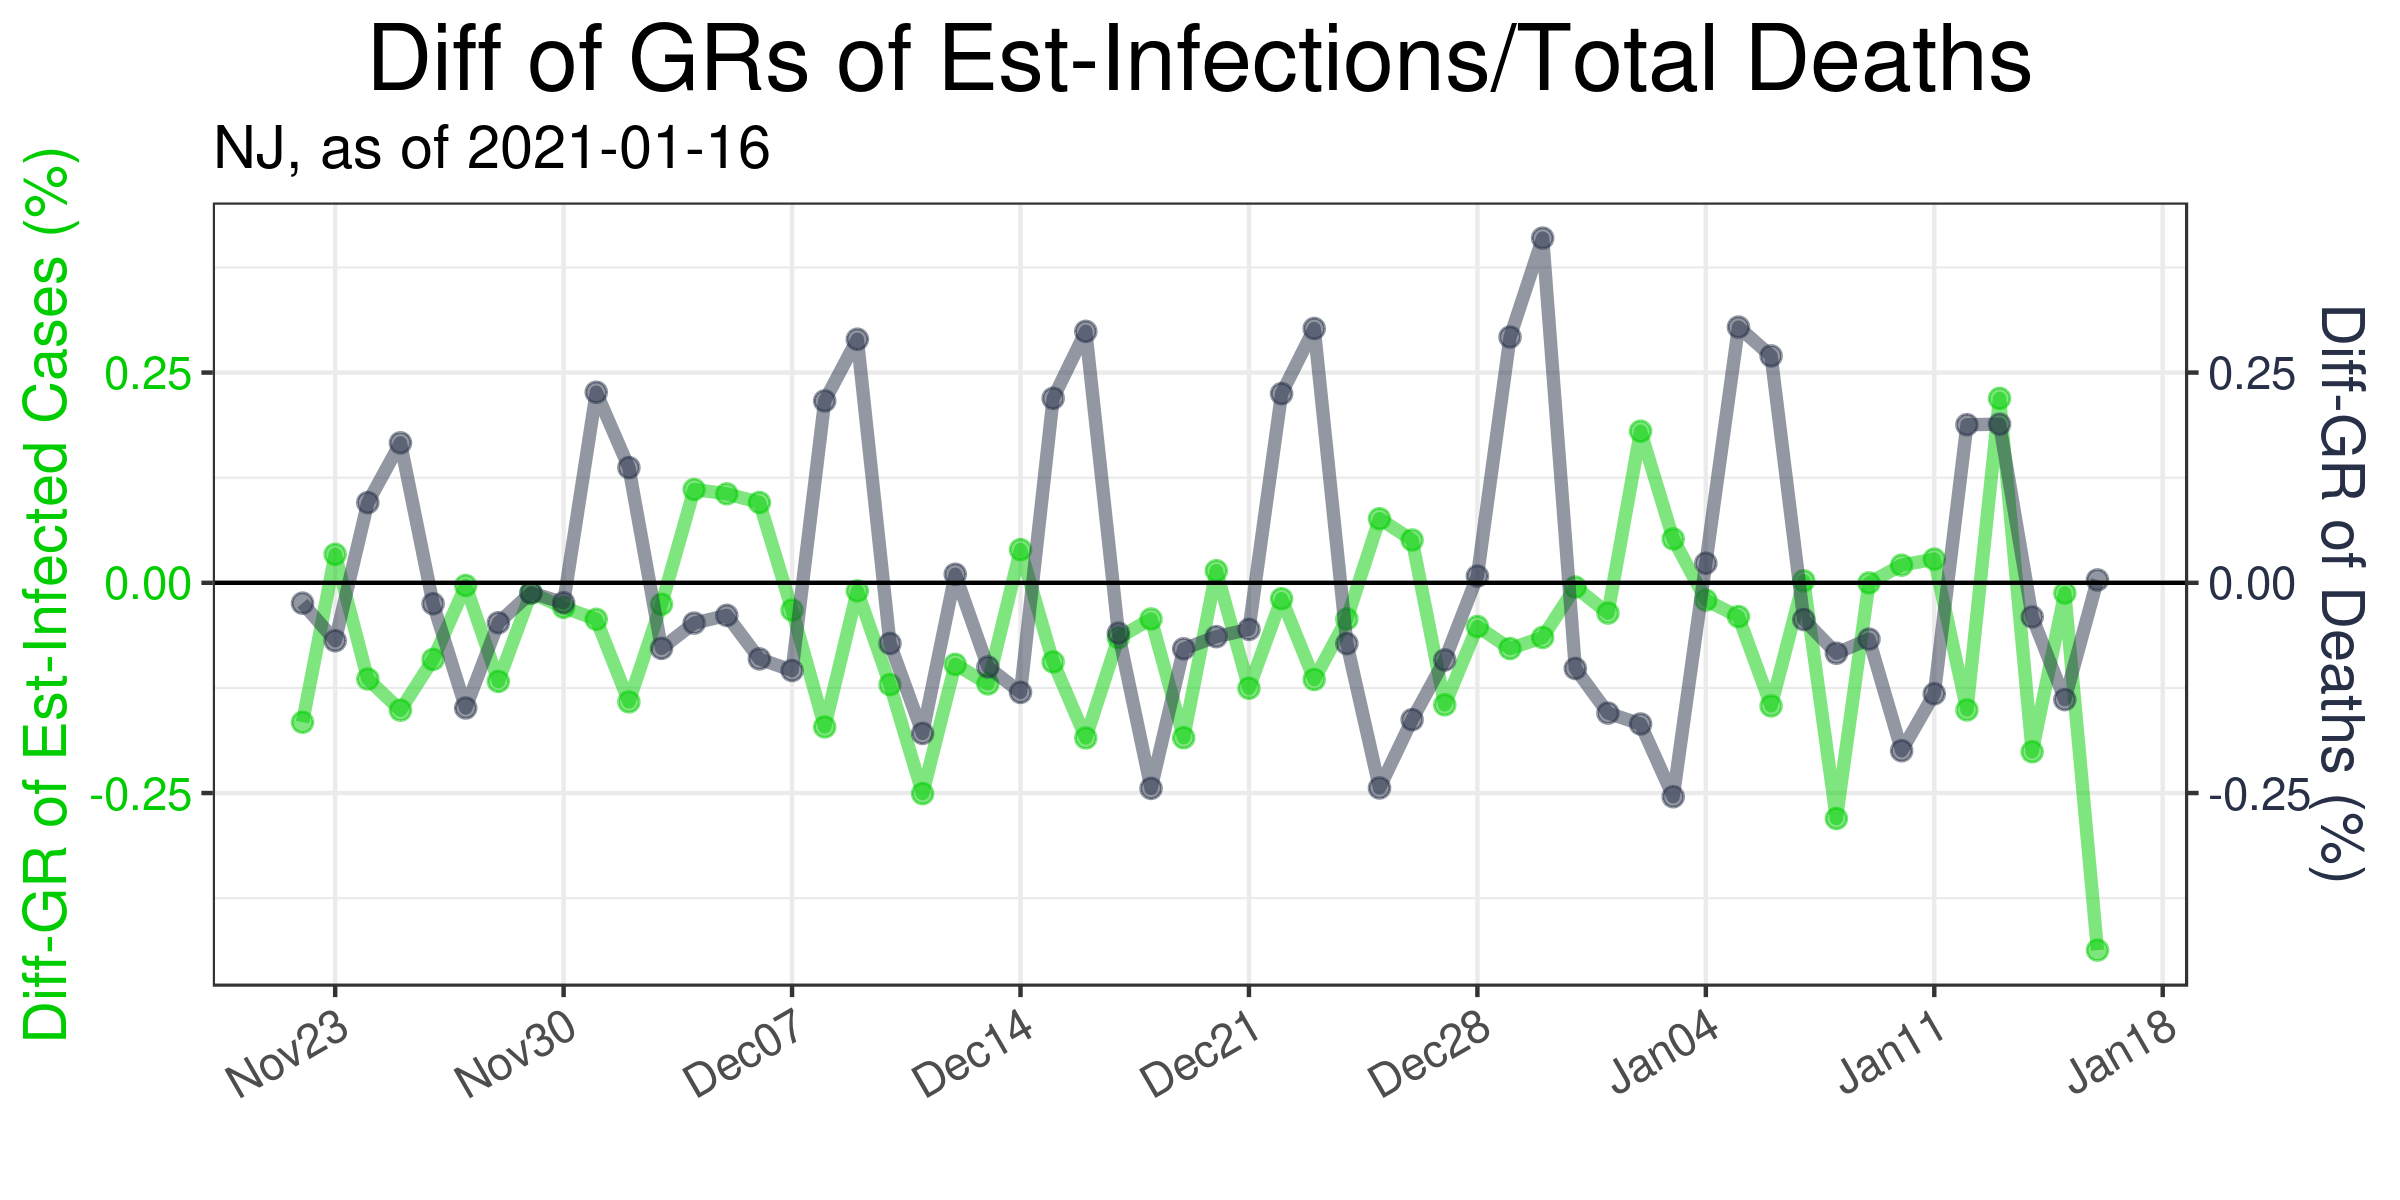 Diff of GRs of Est-Infections/Total Deaths
NJ, as of 2021-01-16
Diff-GR of Est-Infected Cases (%)
0.25
0.00
-0.25
0.25
0.00
-0.25
Diff-GR of Deaths (%)
Nov23
Nov30
Dec07
Dec14
Dec21
Dec28
Jan04
Jan11
Jan18